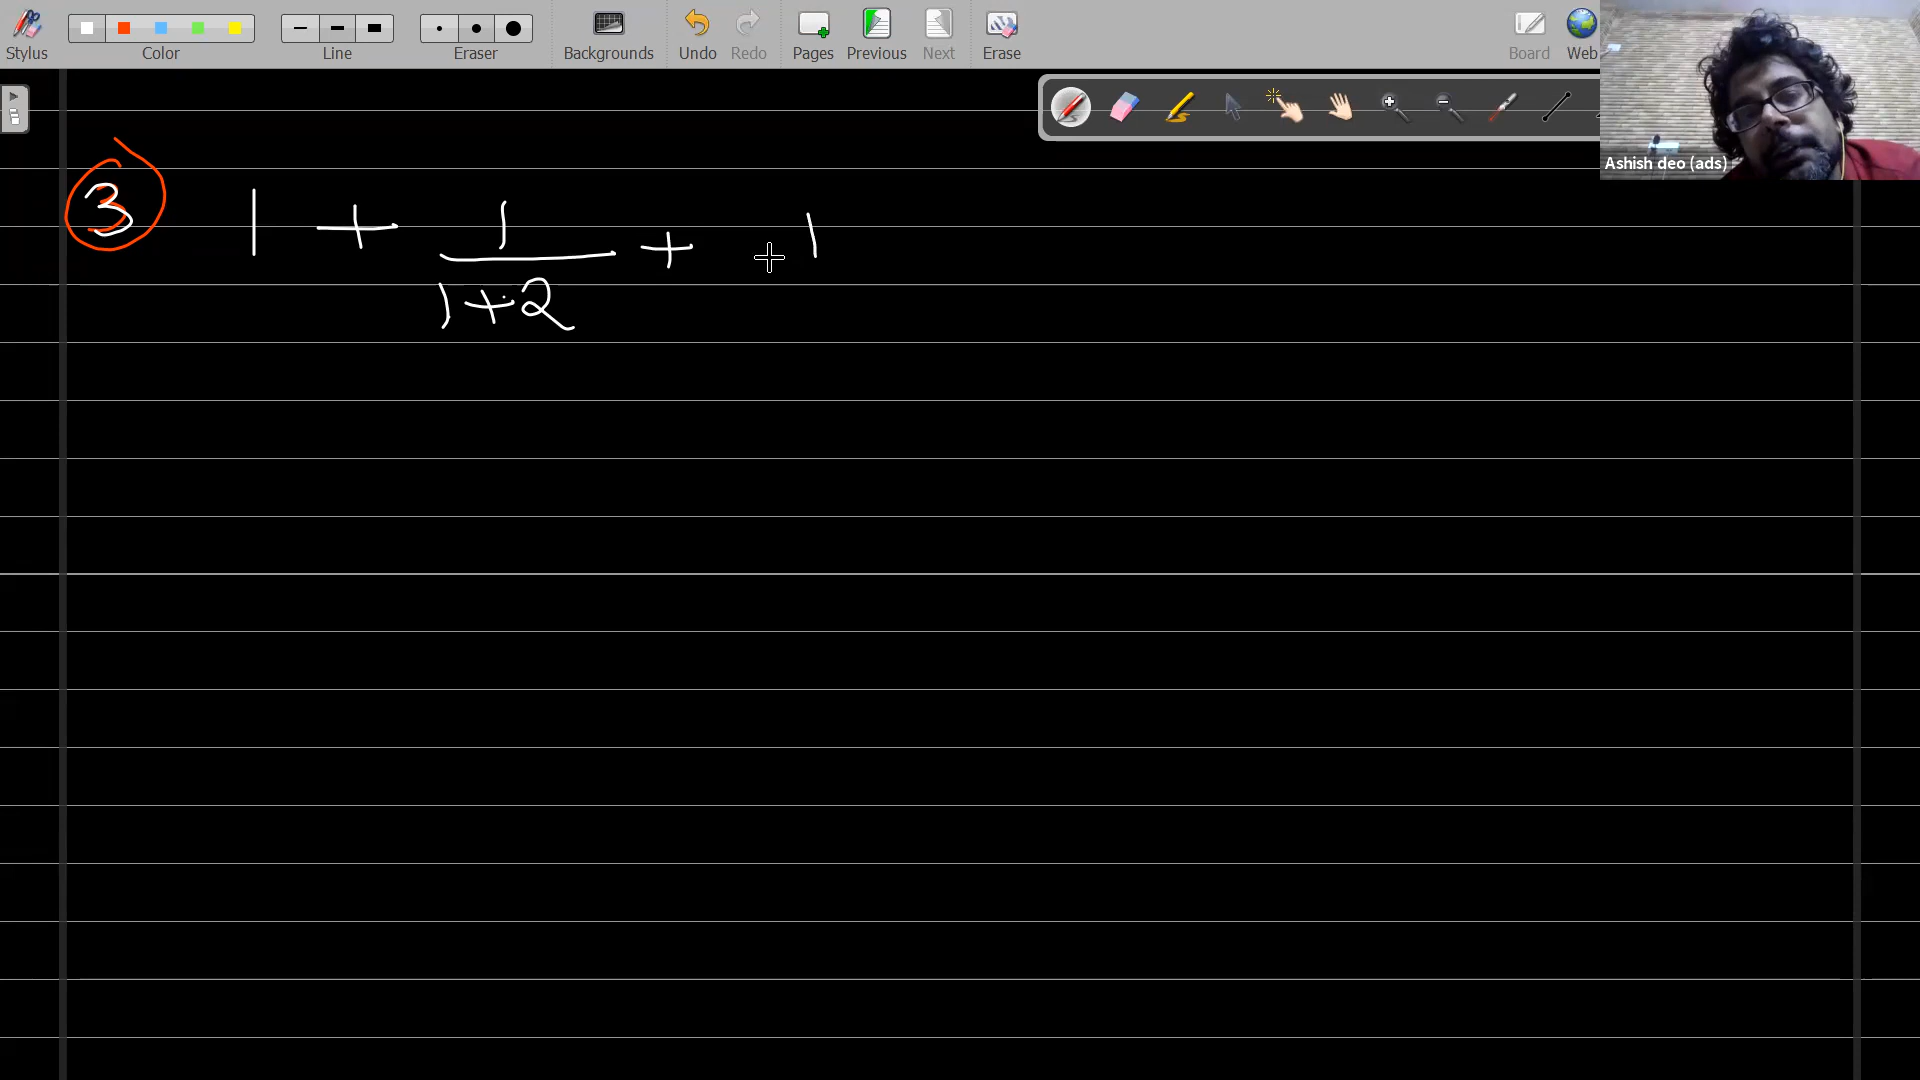 Stylus Color Line Eraser Backgrounds Undo Redo Pages Previous Next Erase Board Web
Ashish deo (ads)
③ 1 + 1/(1+2) + 1